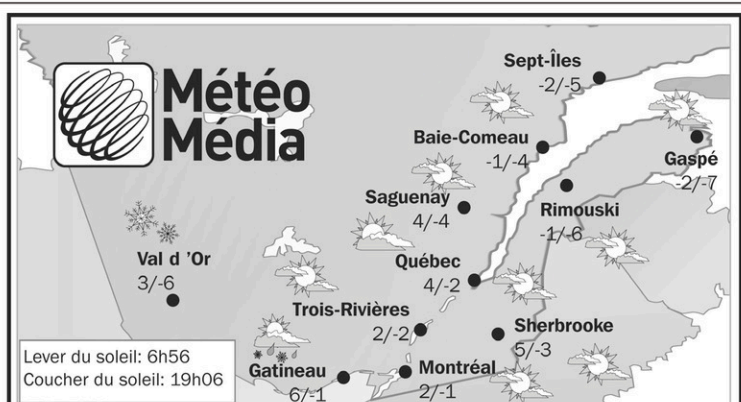 Météo
Média
Sept-Îles
-2/-5
Baie-Comeau
-1/-4
Gaspé
-2/-7
Saguenay
4/-4
Rimouski
-1/-6
Val d 'Or
3/-6
Québec
4/-2
Trois-Rivières
2/-2
Sherbrooke
5/-3
Gatineau
6/-1
Montréal
2/-1
Lever du soleil: 6h56
Coucher du soleil: 19h06